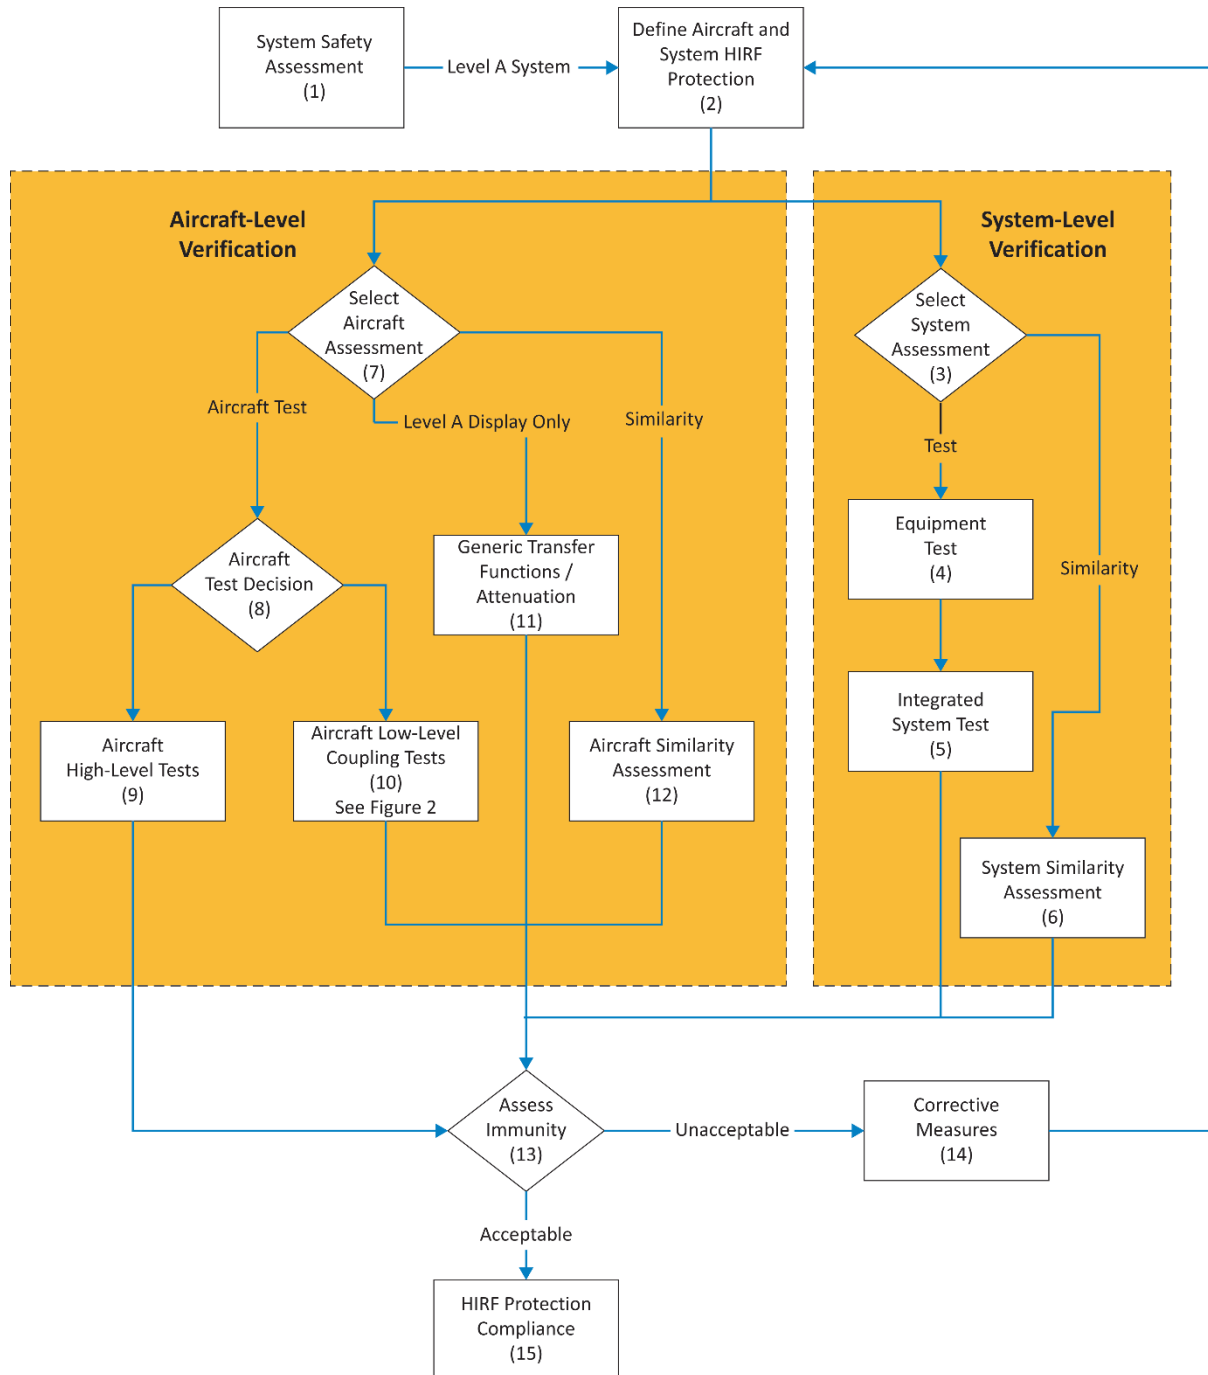 System Safety
Assessment
(1)
Level A System
Define Aircraft and
System HIRF
Protection
(2)
Aircraft-Level
Verification
System-Level
Verification
Select
Aircraft
Assessment
(7)
Select
System
Assessment
(3)
Aircraft Test
Level A Display Only
Similarity
Test
Aircraft
Test Decision
(8)
Generic Transfer
Functions /
Attenuation
(11)
Equipment
Test
(4)
Similarity
Aircraft
High-Level Tests
(9)
Aircraft Low-Level
Coupling Tests
(10)
See Figure 2
Aircraft Similarity
Assessment
(12)
Integrated
System Test
(5)
System Similarity
Assessment
(6)
Assess
Immunity
(13)
Unacceptable
Corrective
Measures
(14)
Acceptable
HIRF Protection
Compliance
(15)